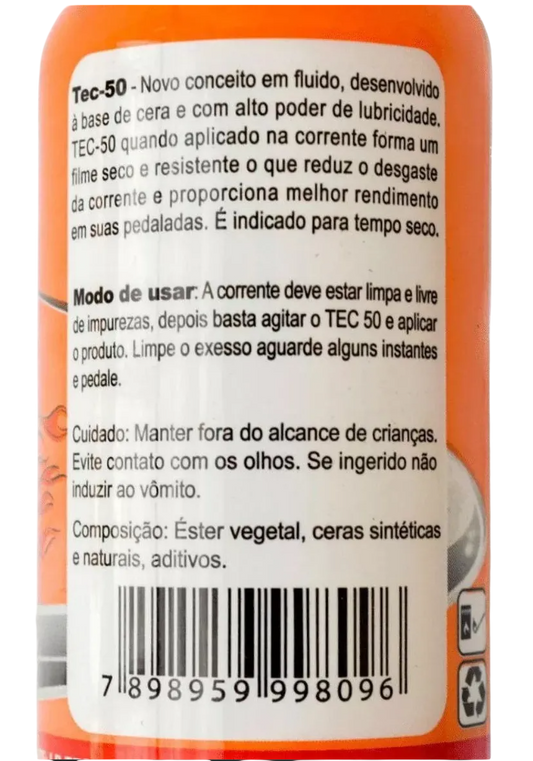 Tec-50 - Novo conceito em fluido, desenvolvido
à base de cera e com alto poder de lubricidade.
TEC-50 quando aplicado na corrente forma um
filme seco e resistente o que reduz o desgaste
da corrente e proporciona melhor rendimento
em suas pedaladas. É indicado para tempo seco.
Modo de usar: A corrente deve estar limpa e livre
de impurezas, depois basta agitar o TEC 50 e aplicar
o produto. Limpe o exesso aguarde alguns instantes
e pedale.
Cuidado: Manter fora do alcance de crianças.
Evite contato com os olhos. Se ingerido não
induzir ao vômito.
Composição: Éster vegetal, ceras sintéticas
e naturais, aditivos.
7 898959 998096